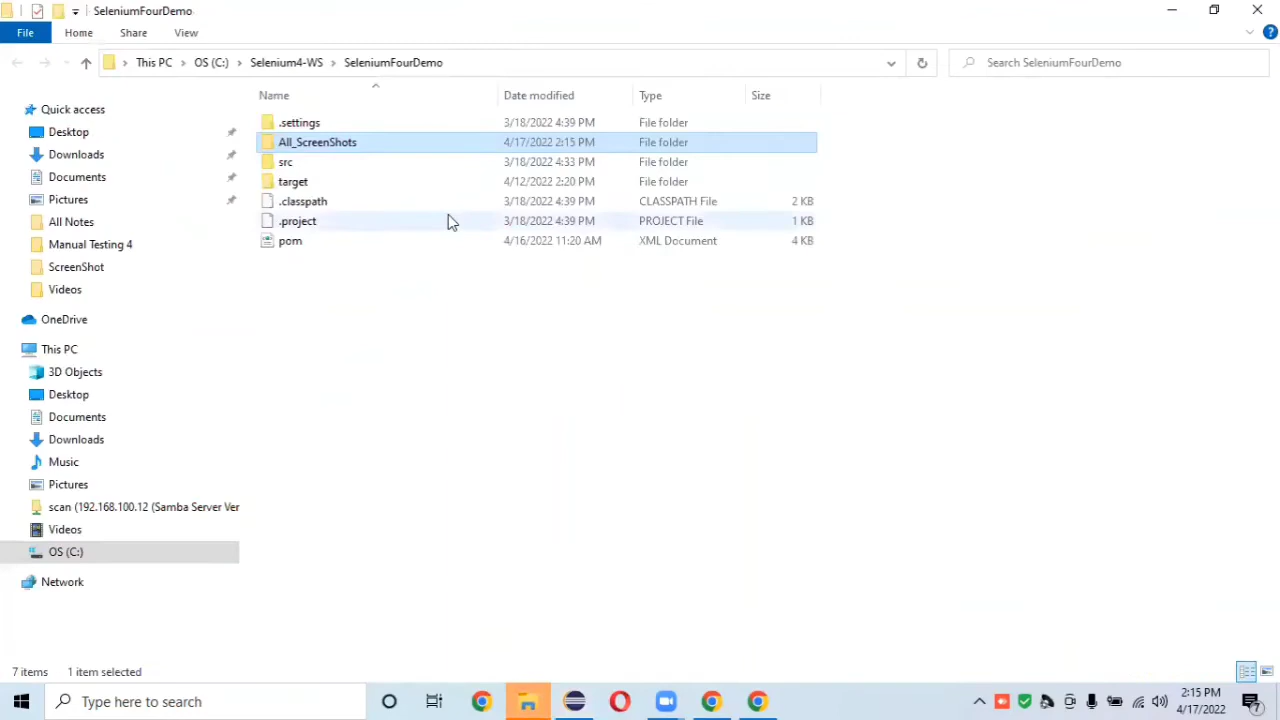 SeleniumFourDemo
File Home Share View
This PC > OS (C:) > Selenium4-WS > SeleniumFourDemo
Search SeleniumFourDemo
Name Date modified Type Size
.settings 3/18/2022 4:39 PM File folder
All_ScreenShots 4/17/2022 2:15 PM File folder
src 3/18/2022 4:33 PM File folder
target 4/12/2022 2:20 PM File folder
.classpath 3/18/2022 4:39 PM CLASSPATH File 2 KB
.project 3/18/2022 4:39 PM PROJECT File 1 KB
pom 4/16/2022 11:20 AM XML Document 4 KB
Quick access
Desktop
Downloads
Documents
Pictures
All Notes
Manual Testing 4
ScreenShot
Videos
OneDrive
This PC
3D Objects
Desktop
Documents
Downloads
Music
Pictures
scan (192.168.100.12 (Samba Server Ver
Videos
OS (C:)
Network
7 items 1 item selected
Type here to search
2:15 PM
4/17/2022
7